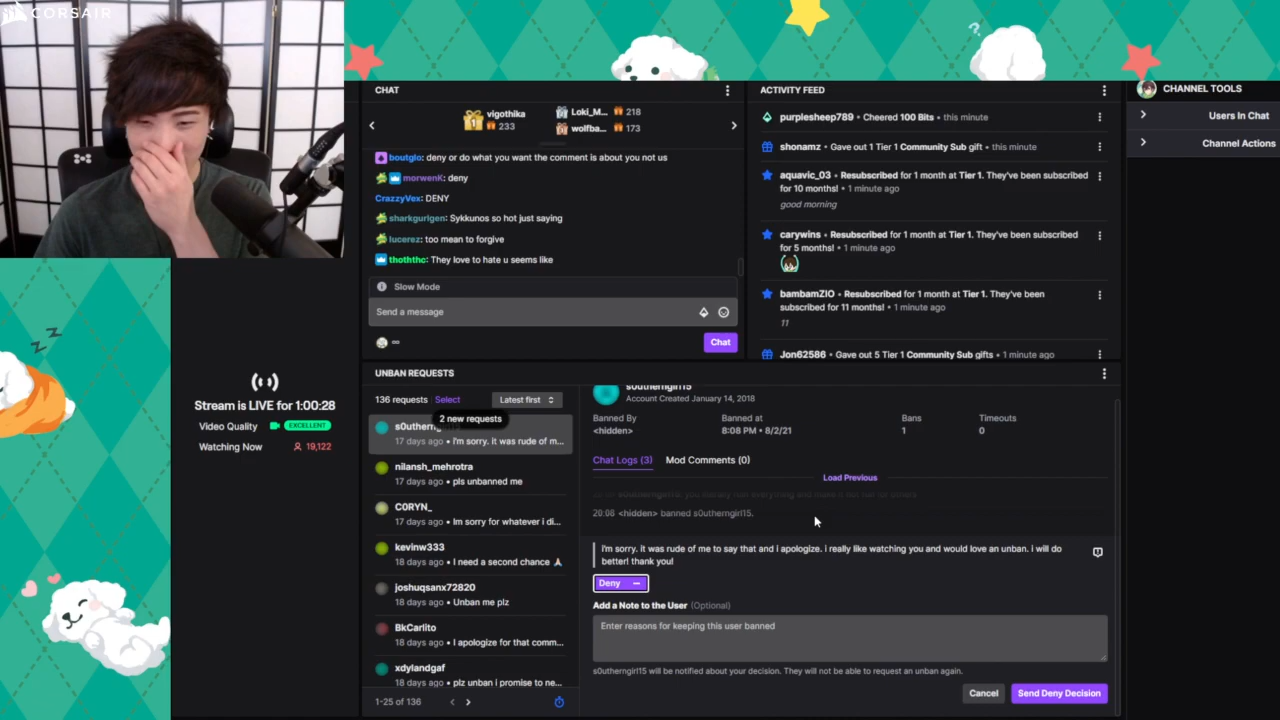 CORSAIR
CHAT
vigothika
233
Loki_M... 218
wolfba... 173
boutglo: deny or do what you want the comment is about you not us
morwenK: deny
CrazzyVex: DENY
sharkgurlgen: Sykkunos so hot just saying
lucerez: too mean to forgive
thoththc: They love to hate u seems like
Slow Mode
Send a message
Chat
ACTIVITY FEED
purplesheep789 • Cheered 100 Bits • this minute
shonamz • Gave out 1 Tier 1 Community Sub gift • this minute
aquavic_03 • Resubscribed for 1 month at Tier 1. They've been subscribed
for 10 months! • 1 minute ago
good morning
carywins • Resubscribed for 1 month at Tier 1. They've been subscribed
for 5 months! • 1 minute ago
bambamZIO • Resubscribed for 1 month at Tier 1. They've been
subscribed for 11 months! • 1 minute ago
11
Jon62586 • Gave out 5 Tier 1 Community Sub gifts • 1 minute ago
CHANNEL TOOLS
Users In Chat
Channel Actions
zzz
?
Stream is LIVE for 1:00:28
Video Quality EXCELLENT
Watching Now 19,122
UNBAN REQUESTS
136 requests Select Latest first
2 new requests
s0uthern
17 days ago • i'm sorry. it was rude of m...
nilansh_mehrotra
17 days ago • pls unbanned me
C0RYN_
17 days ago • Im sorry for whatever i di...
kevinw333
18 days ago • I need a second chance 🙏
joshuqsanx72820
18 days ago • Unban me plz
BkCarlito
18 days ago • I apologize for that comm...
xdylandgaf
18 days ago • plz unban i promise to ne...
1-25 of 136
s0utherngirl15
Account Created January 14, 2018
Banned By
<hidden>
Banned at
8:08 PM • 8/2/21
Bans
1
Timeouts
0
Chat Logs (3) Mod Comments (0)
Load Previous
20:08 <hidden> banned s0utherngirl15.
i'm sorry. it was rude of me to say that and i apologize. i really like watching you and would love an unban. i will do
better! thank you!
Deny
Add a Note to the User (Optional)
Enter reasons for keeping this user banned
s0utherngirl15 will be notified about your decision. They will not be able to request an unban again.
Cancel
Send Deny Decision